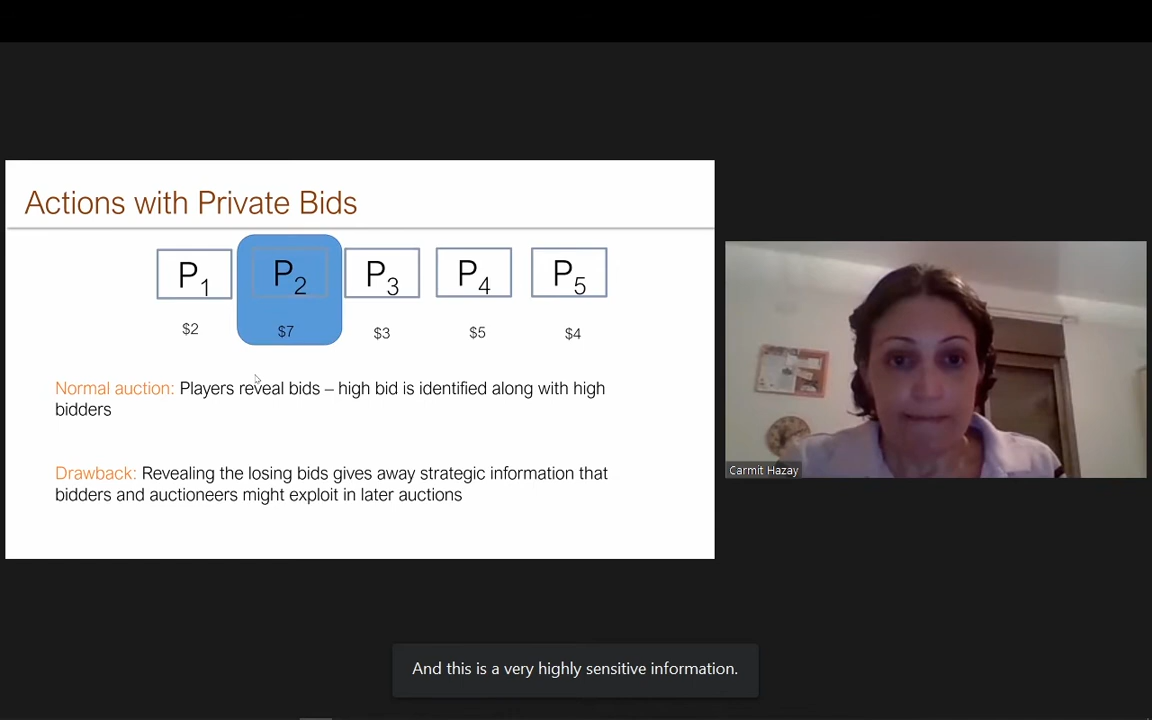 Actions with Private Bids
P1 P2 P3 P4 P5
$2 $7 $3 $5 $4
Normal auction: Players reveal bids – high bid is identified along with high
bidders
Drawback: Revealing the losing bids gives away strategic information that
bidders and auctioneers might exploit in later auctions
Carmit Hazay
And this is a very highly sensitive information.